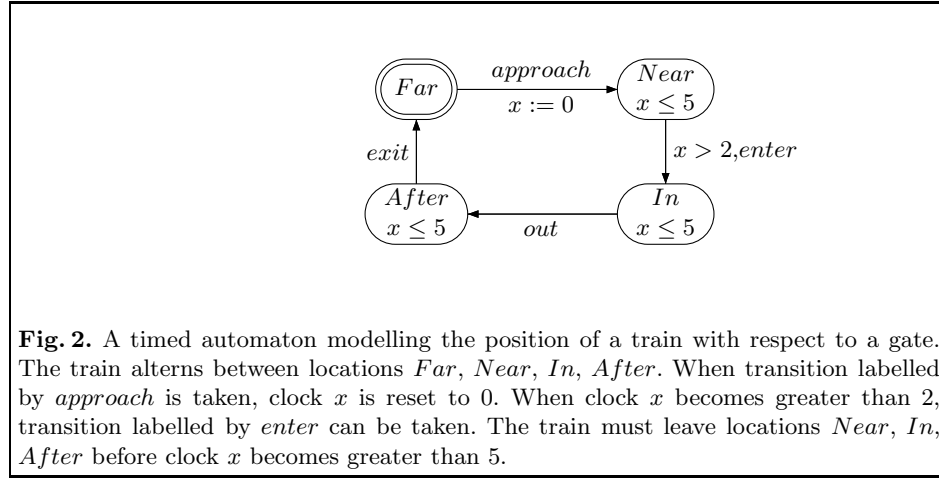 Far
approach
x := 0
Near
x ≤ 5
exit
x > 2,enter
After
x ≤ 5
In
x ≤ 5
out
Fig. 2. A timed automaton modelling the position of a train with respect to a gate.
The train alterns between locations Far, Near, In, After. When transition labelled
by approach is taken, clock x is reset to 0. When clock x becomes greater than 2,
transition labelled by enter can be taken. The train must leave locations Near, In,
After before clock x becomes greater than 5.